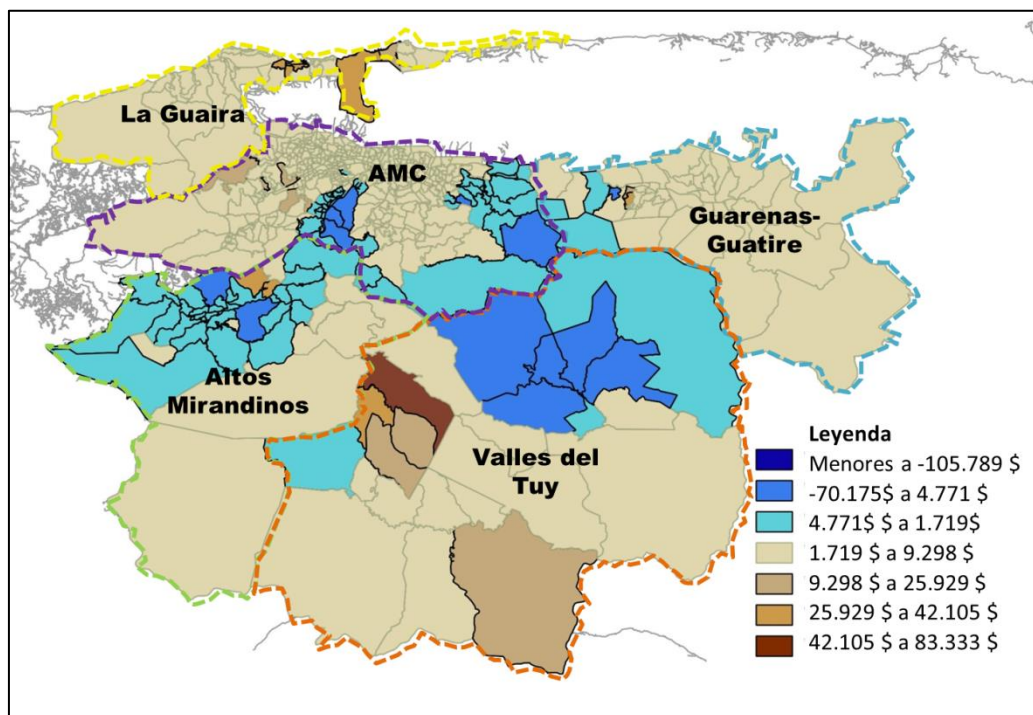 La Guaira
AMC
Guarenas-
Guatire
Altos
Mirandinos
Valles del
Tuy
Leyenda
Menores a -105.789 $
-70.175$ a 4.771 $
4.771$ $ a 1.719$
1.719 $ a 9.298 $
9.298 $ a 25.929 $
25.929 $ a 42.105 $
42.105 $ a 83.333 $